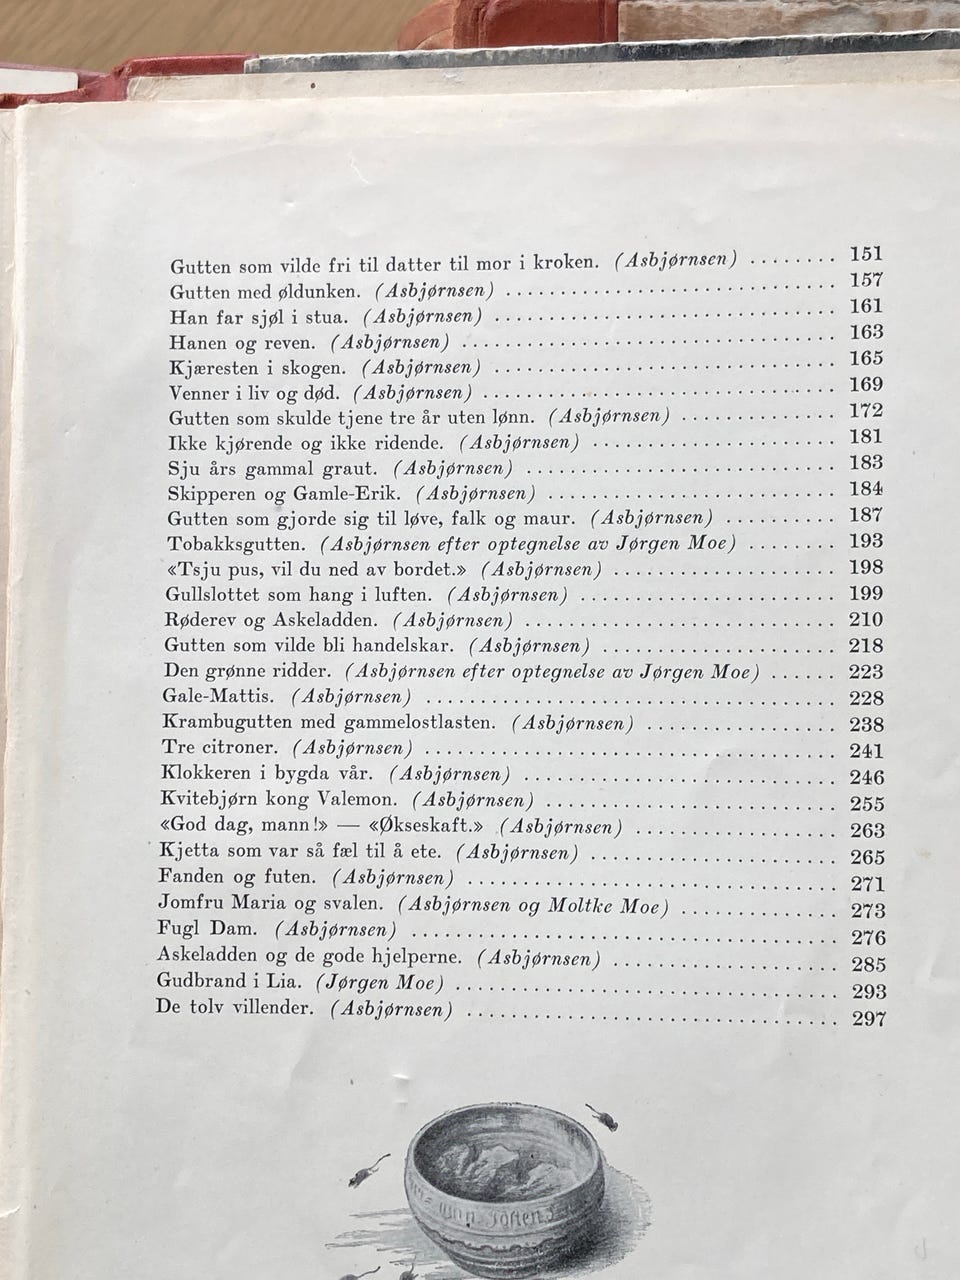 Gutten som vilde fri til datter til mor i kroken. (Asbjørnsen) ........ 151
Gutten med øldunken. (Asbjørnsen) ........ 157
Han far sjøl i stua. (Asbjørnsen) ........ 161
Hanen og reven. (Asbjørnsen) ........ 163
Kjæresten i skogen. (Asbjørnsen) ........ 165
Venner i liv og død. (Asbjørnsen) ........ 169
Gutten som skulde tjene tre år uten lønn. (Asbjørnsen) ........ 172
Ikke kjørende og ikke ridende. (Asbjørnsen) ........ 181
Sju års gammal graut. (Asbjørnsen) ........ 183
Skipperen og Gamle-Erik. (Asbjørnsen) ........ 184
Gutten som gjorde sig til løve, falk og maur. (Asbjørnsen) ........ 187
Tobakksgutten. (Asbjørnsen efter optegnelse av Jørgen Moe) ........ 193
«Tsju pus, vil du ned av bordet.» (Asbjørnsen) ........ 198
Gullslottet som hang i luften. (Asbjørnsen) ........ 199
Røderev og Askeladden. (Asbjørnsen) ........ 210
Gutten som vilde bli handelskar. (Asbjørnsen) ........ 218
Den grønne ridder. (Asbjørnsen efter optegnelse av Jørgen Moe) ...... 223
Gale-Mattis. (Asbjørnsen) ........ 228
Krambugutten med gammelostlasten. (Asbjørnsen) ........ 238
Tre citroner. (Asbjørnsen) ........ 241
Klokkeren i bygda vår. (Asbjørnsen) ........ 246
Kvitebjørn kong Valemon. (Asbjørnsen) ........ 255
«God dag, mann!» — «Økseskaft.» (Asbjørnsen) ........ 263
Kjetta som var så fæl til å ete. (Asbjørnsen) ........ 265
Fanden og futen. (Asbjørnsen) ........ 271
Jomfru Maria og svalen. (Asbjørnsen og Moltke Moe) ........ 273
Fugl Dam. (Asbjørnsen) ........ 276
Askeladden og de gode hjelperne. (Asbjørnsen) ........ 285
Gudbrand i Lia. (Jørgen Moe) ........ 293
De tolv villender. (Asbjørnsen) ........ 297